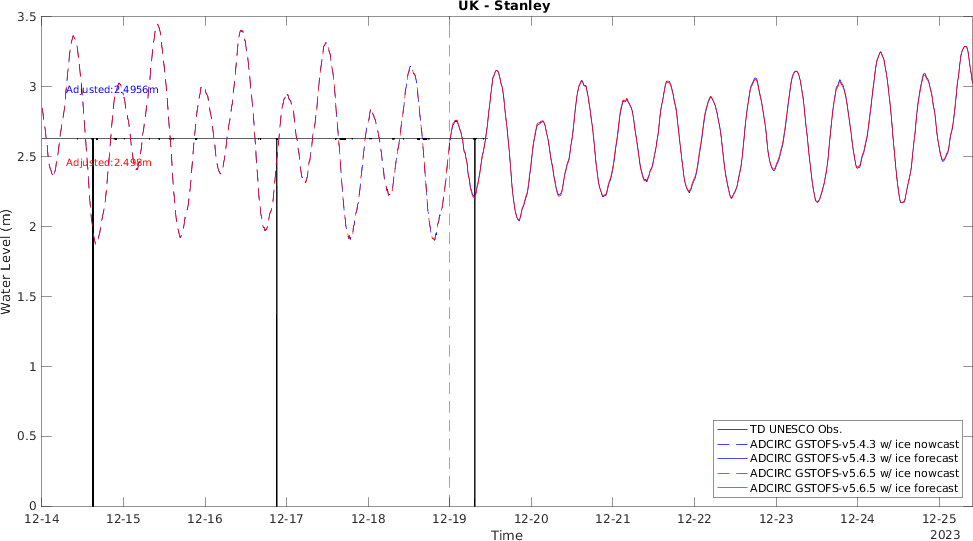 UK - Stanley
3.5
3
2.5
2
1.5
1
0.5
0
Water Level (m)
Adjusted:2.4956m
Adjusted:2.498m
TD UNESCO Obs.
ADCIRC GSTOFS-v5.4.3 w/ ice nowcast
ADCIRC GSTOFS-v5.4.3 w/ ice forecast
ADCIRC GSTOFS-v5.6.5 w/ ice nowcast
ADCIRC GSTOFS-v5.6.5 w/ ice forecast
12-14 12-15 12-16 12-17 12-18 12-19 12-20 12-21 12-22 12-23 12-24 12-25
Time
2023